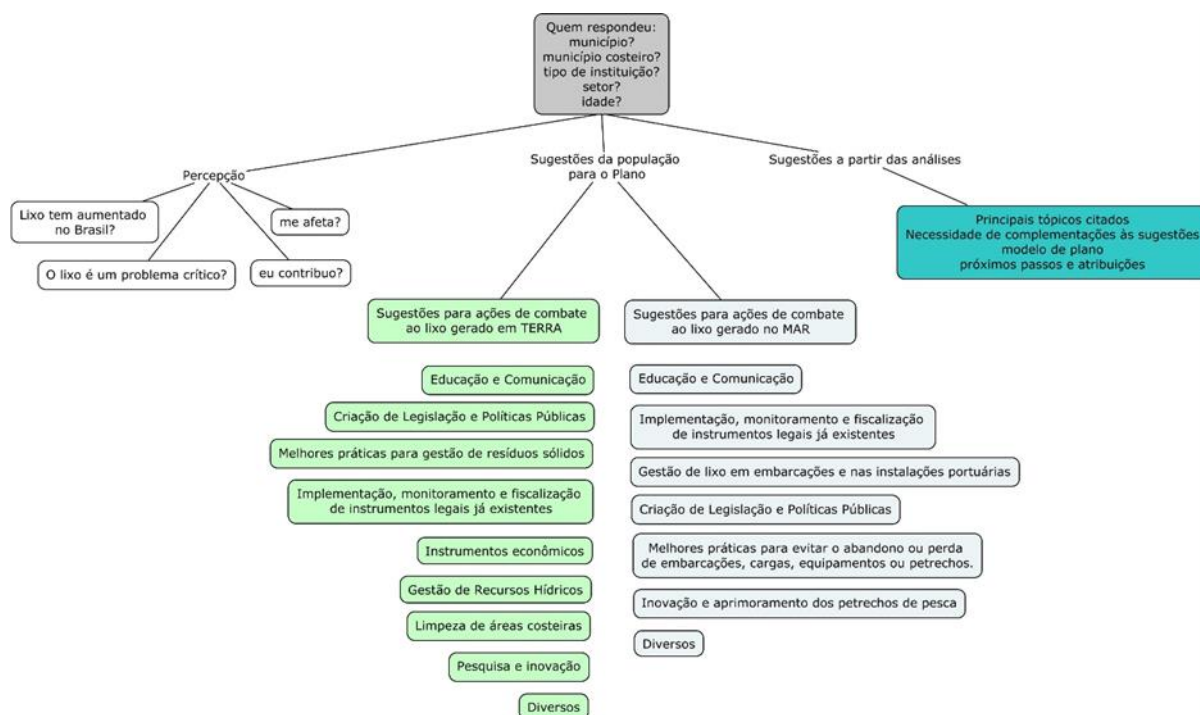 Quem respondeu:
município?
município costeiro?
tipo de instituição?
setor?
idade?
Percepção
Sugestões da população
para o Plano
Sugestões a partir das análises
Lixo tem aumentado
no Brasil?
me afeta?
O lixo é um problema crítico?
eu contribuo?
Principais tópicos citados
Necessidade de complementações às sugestões
modelo de plano
próximos passos e atribuições
Sugestões para ações de combate
ao lixo gerado em TERRA
Educação e Comunicação
Criação de Legislação e Políticas Públicas
Melhores práticas para gestão de resíduos sólidos
Implementação, monitoramento e fiscalização
de instrumentos legais já existentes
Instrumentos econômicos
Gestão de Recursos Hídricos
Limpeza de áreas costeiras
Pesquisa e inovação
Diversos
Sugestões para ações de combate
ao lixo gerado no MAR
Educação e Comunicação
Implementação, monitoramento e fiscalização
de instrumentos legais já existentes
Gestão de lixo em embarcações e nas instalações portuárias
Criação de Legislação e Políticas Públicas
Melhores práticas para evitar o abandono ou perda
de embarcações, cargas, equipamentos ou petrechos.
Inovação e aprimoramento dos petrechos de pesca
Diversos